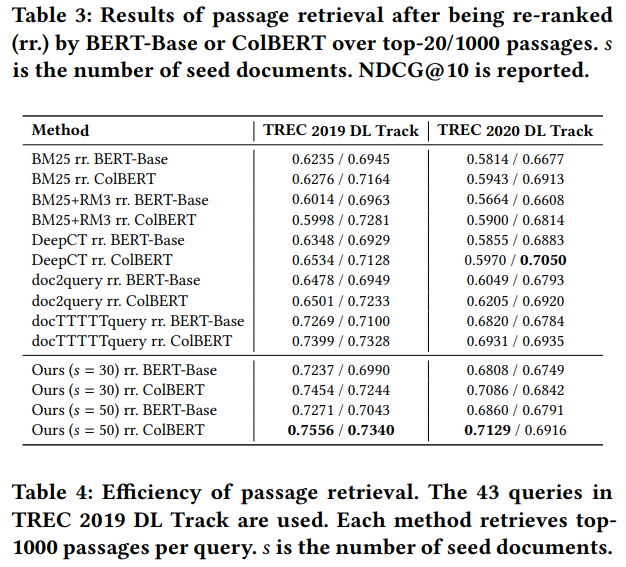 Table 3: Results of passage retrieval after being re-ranked
(rr.) by BERT-Base or ColBERT over top-20/1000 passages. s
is the number of seed documents. NDCG@10 is reported.
Method TREC 2019 DL Track TREC 2020 DL Track
BM25 rr. BERT-Base 0.6235 / 0.6945 0.5814 / 0.6677
BM25 rr. ColBERT 0.6276 / 0.7164 0.5943 / 0.6913
BM25+RM3 rr. BERT-Base 0.6014 / 0.6963 0.5664 / 0.6608
BM25+RM3 rr. ColBERT 0.5998 / 0.7281 0.5900 / 0.6814
DeepCT rr. BERT-Base 0.6348 / 0.6929 0.5855 / 0.6883
DeepCT rr. ColBERT 0.6534 / 0.7128 0.5970 / 0.7050
doc2query rr. BERT-Base 0.6478 / 0.6949 0.6049 / 0.6793
doc2query rr. ColBERT 0.6501 / 0.7233 0.6205 / 0.6920
docTTTTTquery rr. BERT-Base 0.7269 / 0.7100 0.6820 / 0.6784
docTTTTTquery rr. ColBERT 0.7399 / 0.7328 0.6931 / 0.6935
Ours (s = 30) rr. BERT-Base 0.7237 / 0.6990 0.6808 / 0.6749
Ours (s = 30) rr. ColBERT 0.7454 / 0.7244 0.7086 / 0.6842
Ours (s = 50) rr. BERT-Base 0.7271 / 0.7043 0.6860 / 0.6791
Ours (s = 50) rr. ColBERT 0.7556 / 0.7340 0.7129 / 0.6916
Table 4: Efficiency of passage retrieval. The 43 queries in
TREC 2019 DL Track are used. Each method retrieves top-
1000 passages per query. s is the number of seed documents.